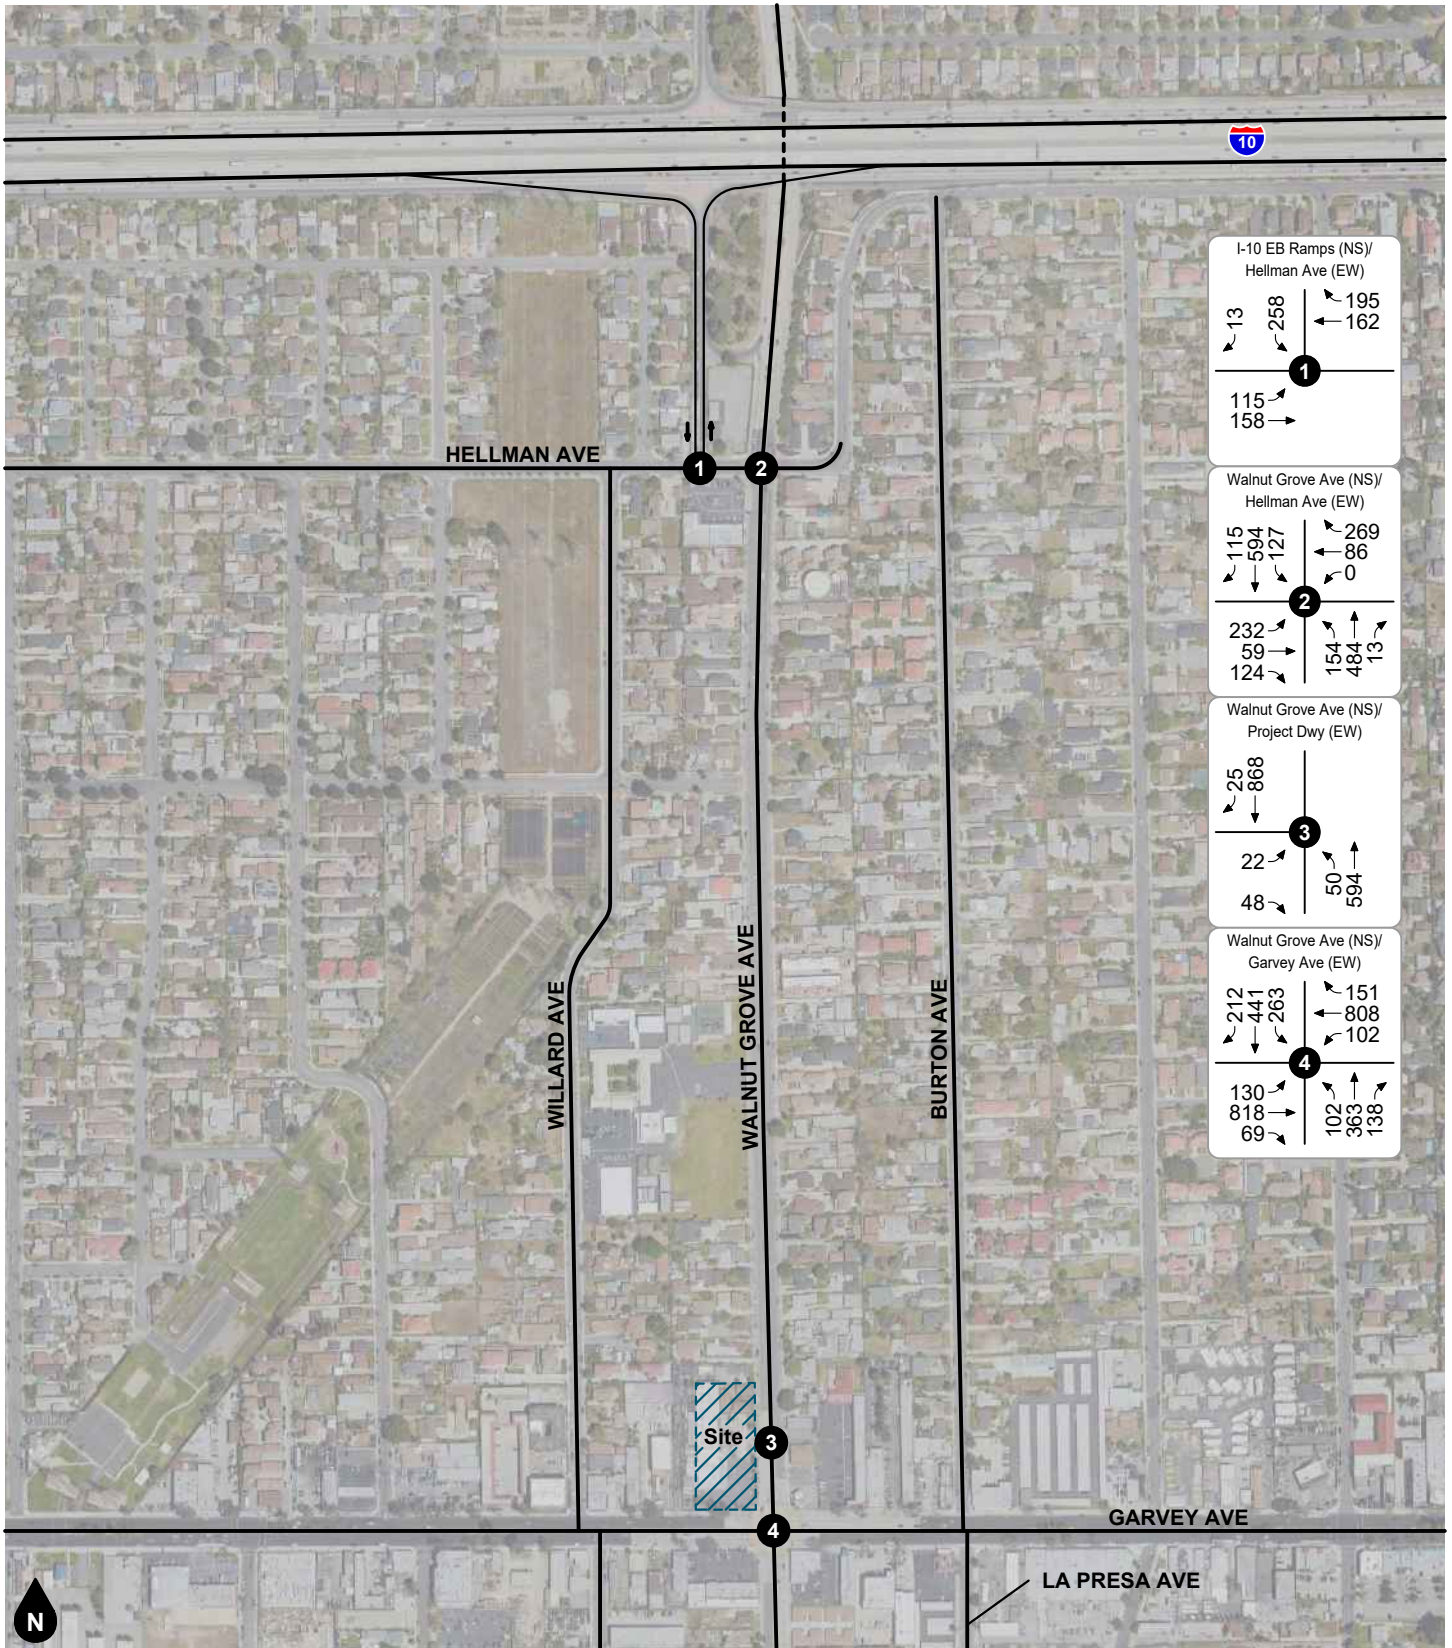 10
I-10 EB Ramps (NS)/
Hellman Ave (EW)
13
258
195
162
1
115
158
HELLMAN AVE
1
2
Walnut Grove Ave (NS)/
Hellman Ave (EW)
115
594
127
269
86
0
2
232
59
124
154
484
13
Walnut Grove Ave (NS)/
Project Dwy (EW)
25
868
3
22
48
50
594
Walnut Grove Ave (NS)/
Garvey Ave (EW)
212
441
263
151
808
102
4
130
818
69
102
363
138
WILLARD AVE
WALNUT GROVE AVE
BURTON AVE
Site
3
4
GARVEY AVE
LA PRESA AVE
N